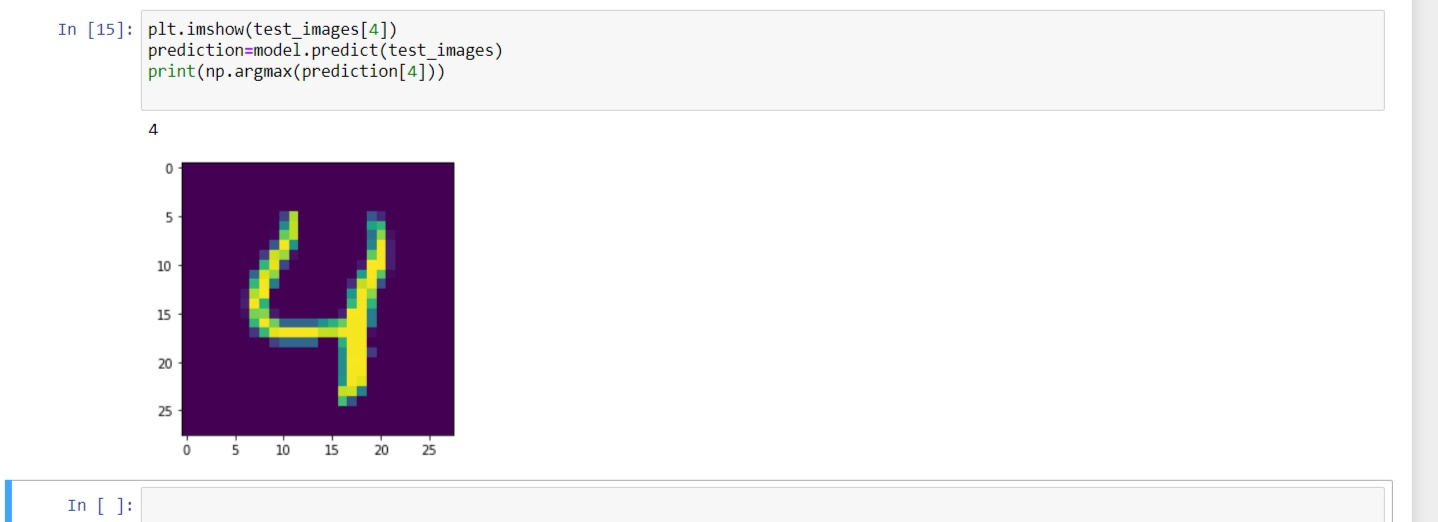 In [15]: plt.imshow(test_images[4])
prediction=model.predict(test_images)
print(np.argmax(prediction[4]))
4
0
5
10
15
20
25
4
0 5 10 15 20 25
In [ ]: